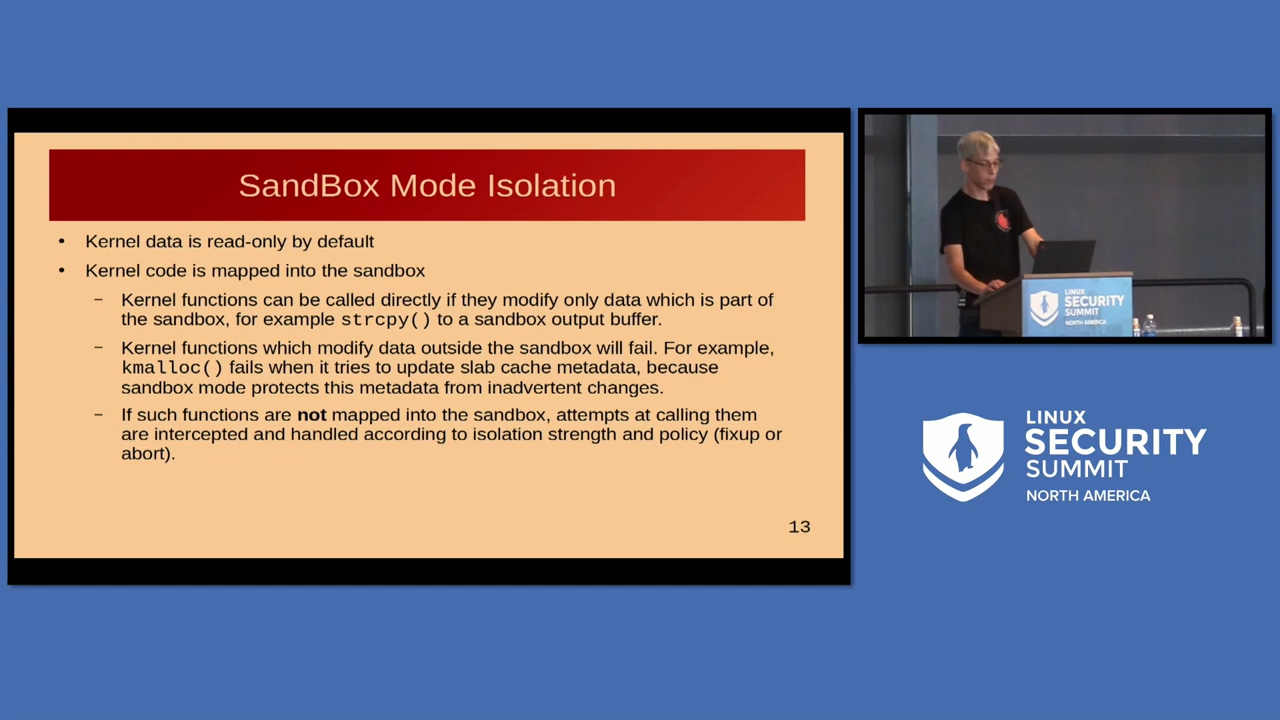 SandBox Mode Isolation
• Kernel data is read-only by default
• Kernel code is mapped into the sandbox
– Kernel functions can be called directly if they modify only data which is part of
the sandbox, for example strcpy() to a sandbox output buffer.
– Kernel functions which modify data outside the sandbox will fail. For example,
kmalloc() fails when it tries to update slab cache metadata, because
sandbox mode protects this metadata from inadvertent changes.
– If such functions are not mapped into the sandbox, attempts at calling them
are intercepted and handled according to isolation strength and policy (fixup or
abort).
13
LINUX
SECURITY
SUMMIT
NORTH AMERICA
LINUX
SECURITY
SUMMIT
NORTH AMERICA